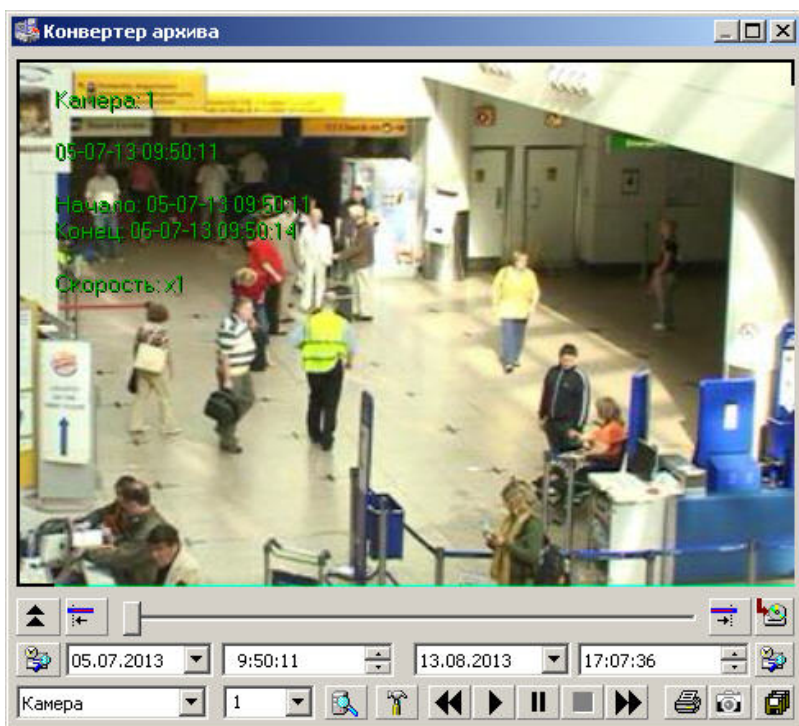 Конвертер архива
Камера: 1
05-07-13 09:50:11
Начало: 05-07-13 09:50:11
Конец: 05-07-13 09:50:14
Скорость: x1
05.07.2013 9:50:11 13.08.2013 17:07:36
Камера 1